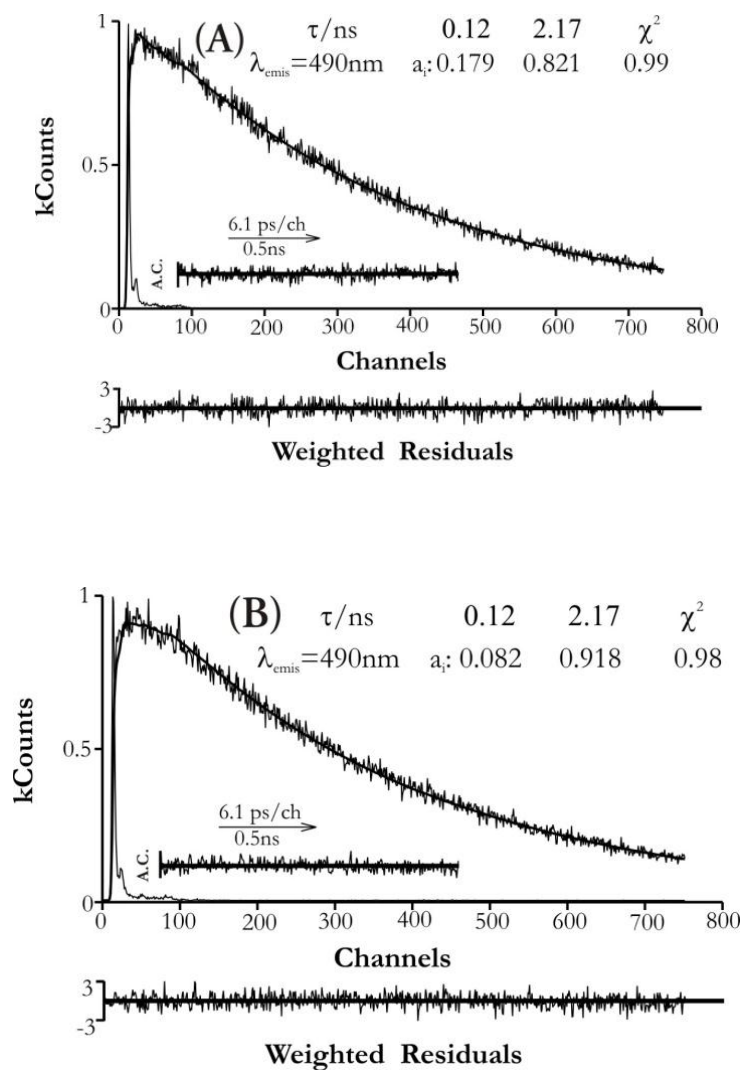 1
(A) τ/ns 0.12 2.17 χ²
λemis=490nm aᵢ: 0.179 0.821 0.99
kCounts
0.5
6.1 ps/ch
0.5ns
A.C.
0
0 100 200 300 400 500 600 700 800
Channels
3
-3
Weighted Residuals
1
(B) τ/ns 0.12 2.17 χ²
λemis=490nm aᵢ: 0.082 0.918 0.98
kCounts
0.5
6.1 ps/ch
0.5ns
A.C.
0
0 100 200 300 400 500 600 700 800
Channels
3
-3
Weighted Residuals